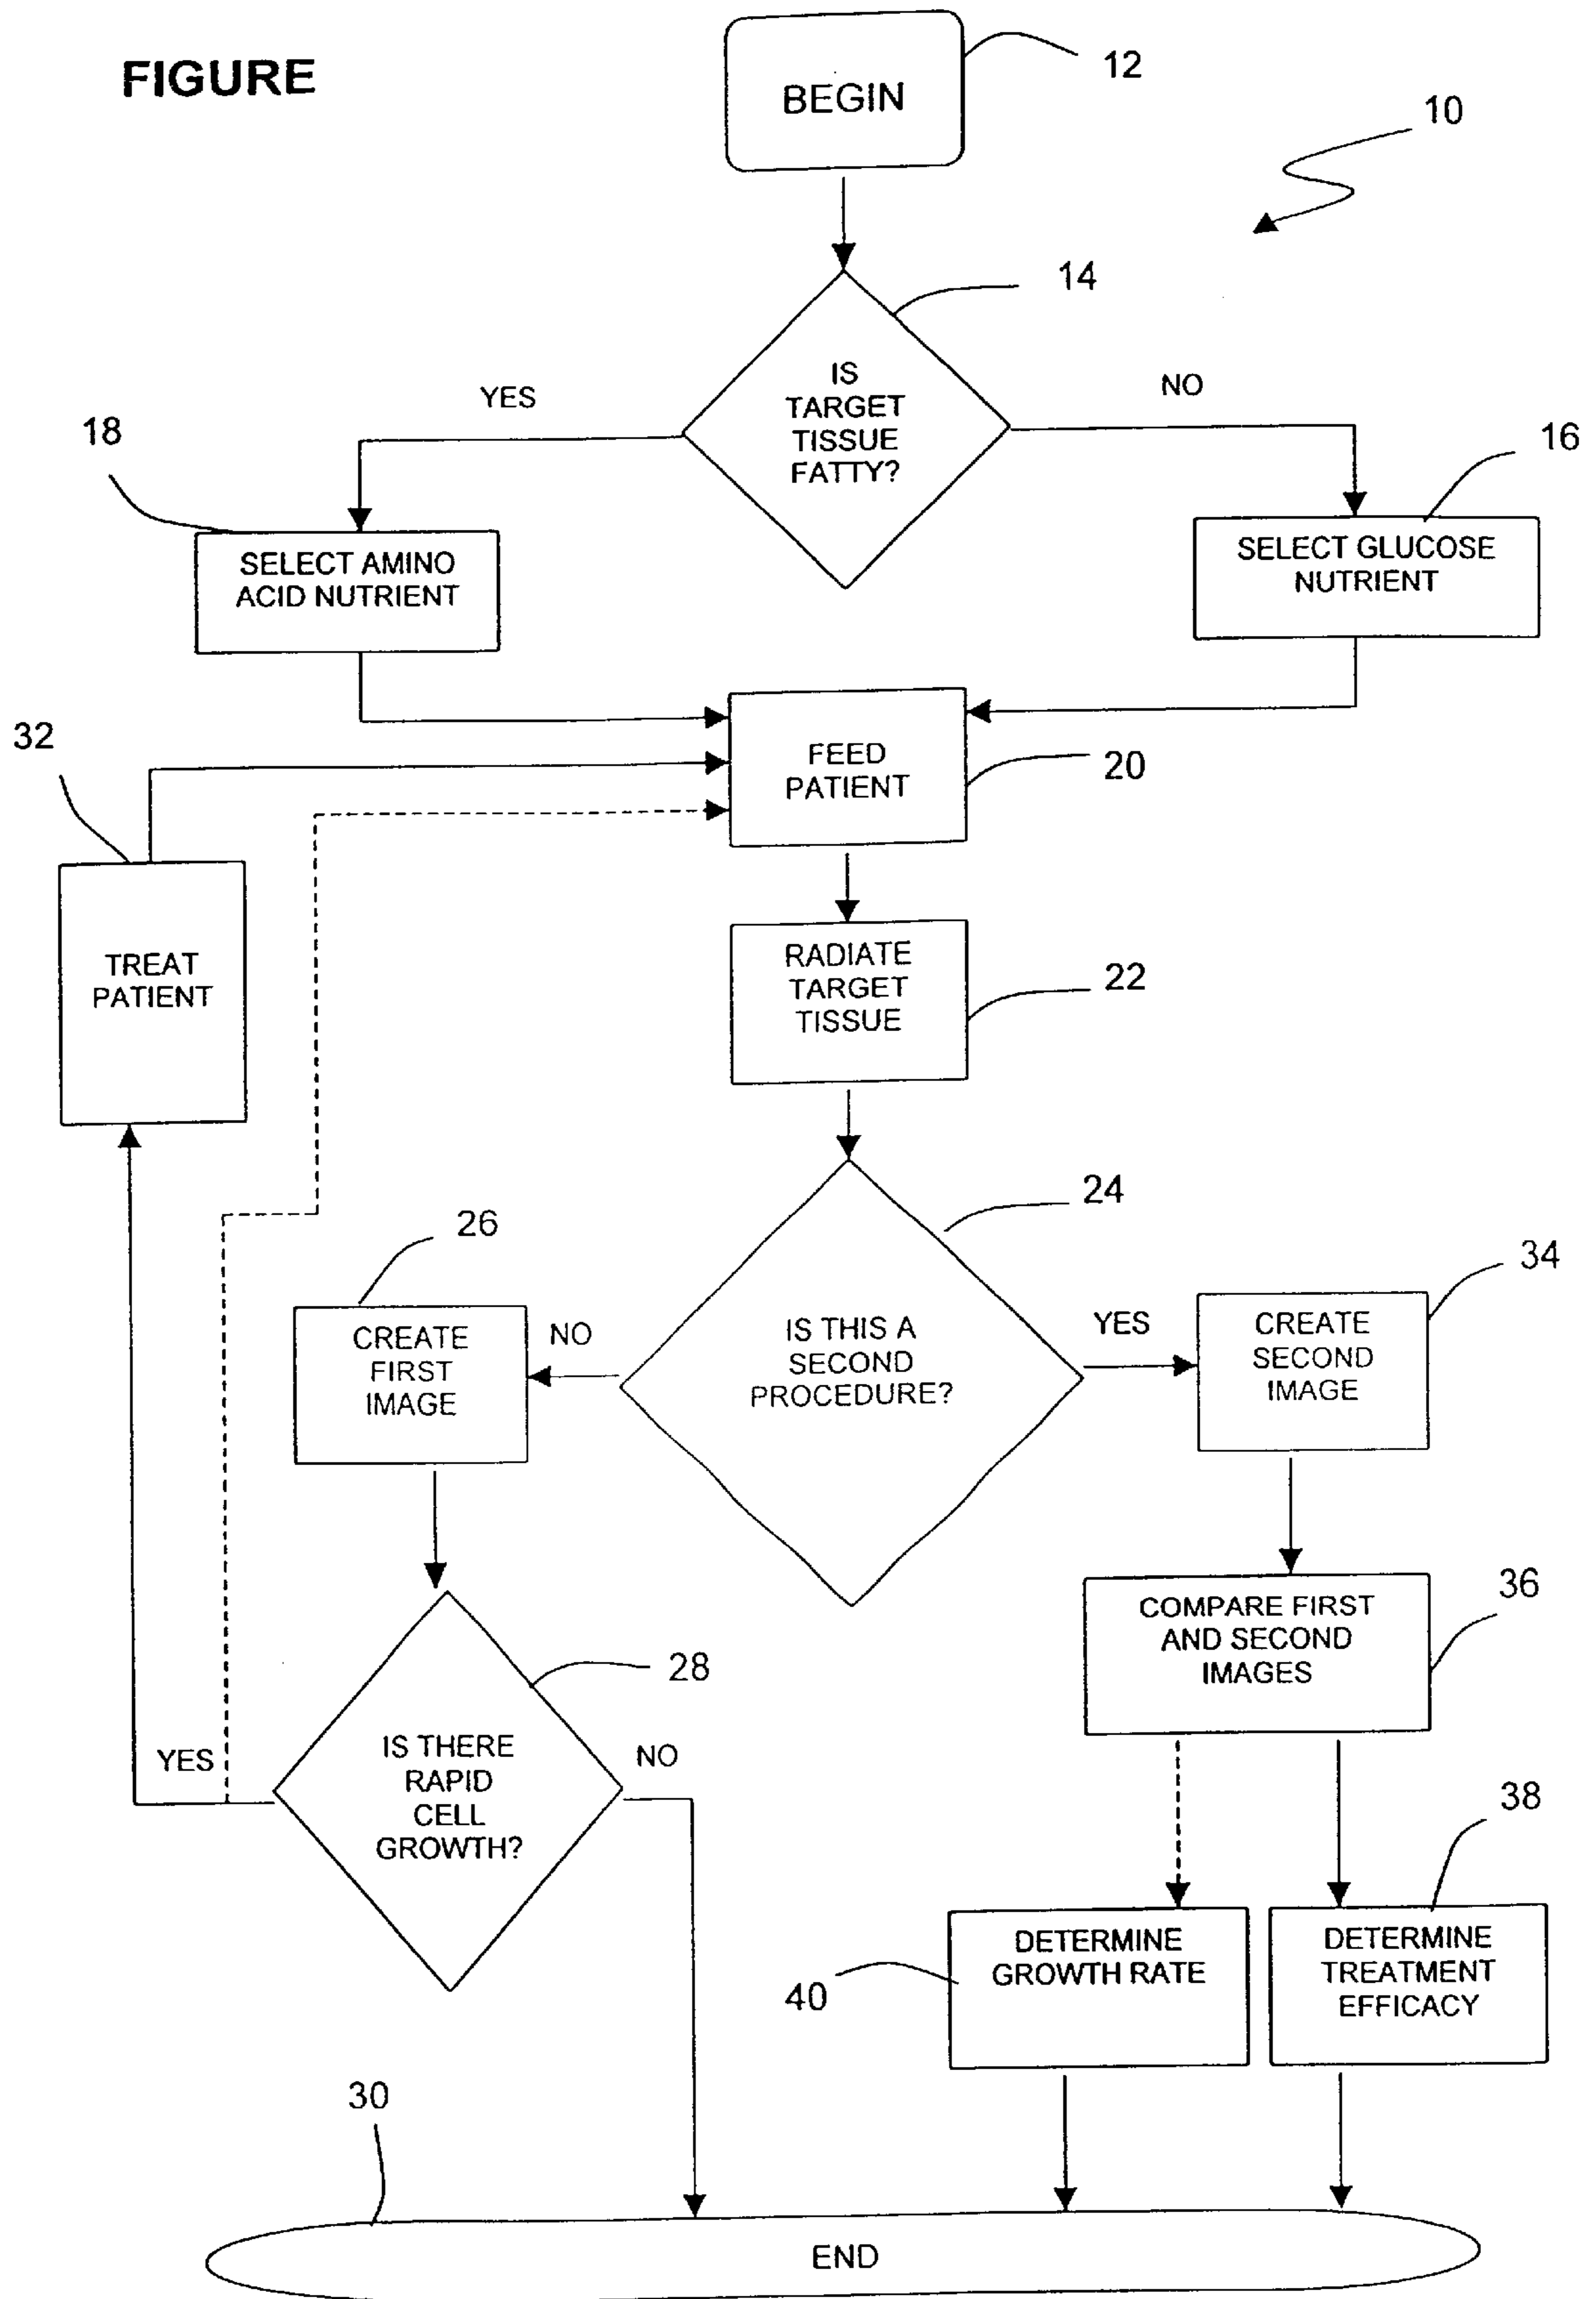 FIGURE
BEGIN
12
10
14
IS
TARGET
TISSUE
FATTY?
YES
NO
18
16
SELECT AMINO
ACID NUTRIENT
SELECT GLUCOSE
NUTRIENT
32
FEED
PATIENT
20
TREAT
PATIENT
RADIATE
TARGET
TISSUE
22
24
26
34
CREATE
FIRST
IMAGE
NO
IS THIS A
SECOND
PROCEDURE?
YES
CREATE
SECOND
IMAGE
36
COMPARE FIRST
AND SECOND
IMAGES
28
YES
IS THERE
RAPID
CELL
GROWTH?
NO
38
DETERMINE
GROWTH RATE
40
DETERMINE
TREATMENT
EFFICACY
30
END